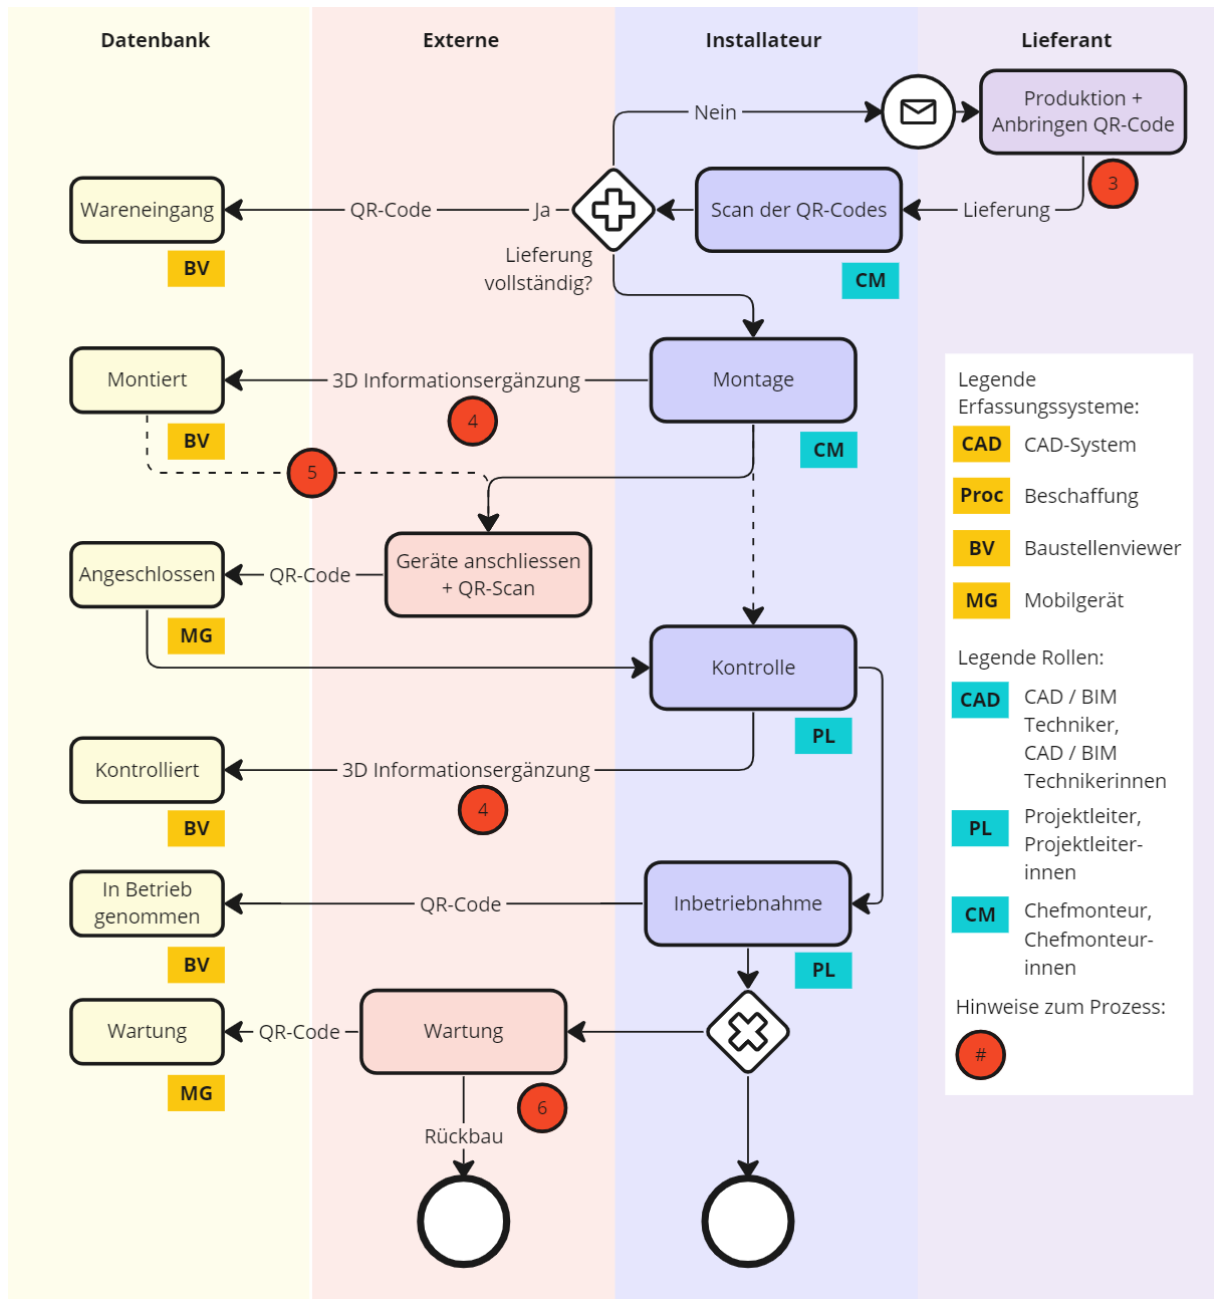 Datenbank
Externe
Installateur
Lieferant
Nein
Produktion +
Anbringen QR-Code
3
Wareneingang
QR-Code
Ja
Scan der QR-Codes
Lieferung
Lieferung
vollständig?
BV
CM
Montiert
3D Informationsergänzung
Montage
4
BV
CM
5
Geräte anschliessen
+ QR-Scan
Angeschlossen
QR-Code
MG
Kontrolle
PL
Kontrolliert
3D Informationsergänzung
4
BV
In Betrieb
genommen
QR-Code
Inbetriebnahme
BV
PL
Wartung
QR-Code
Wartung
MG
6
Rückbau
Legende
Erfassungssysteme:
CAD
CAD-System
Proc
Beschaffung
BV
Baustellenviewer
MG
Mobilgerät
Legende Rollen:
CAD
CAD / BIM
Techniker,
CAD / BIM
Technikerinnen
PL
Projektleiter,
Projektleiter-
innen
CM
Chefmonteur,
Chefmonteur-
innen
Hinweise zum Prozess:
#